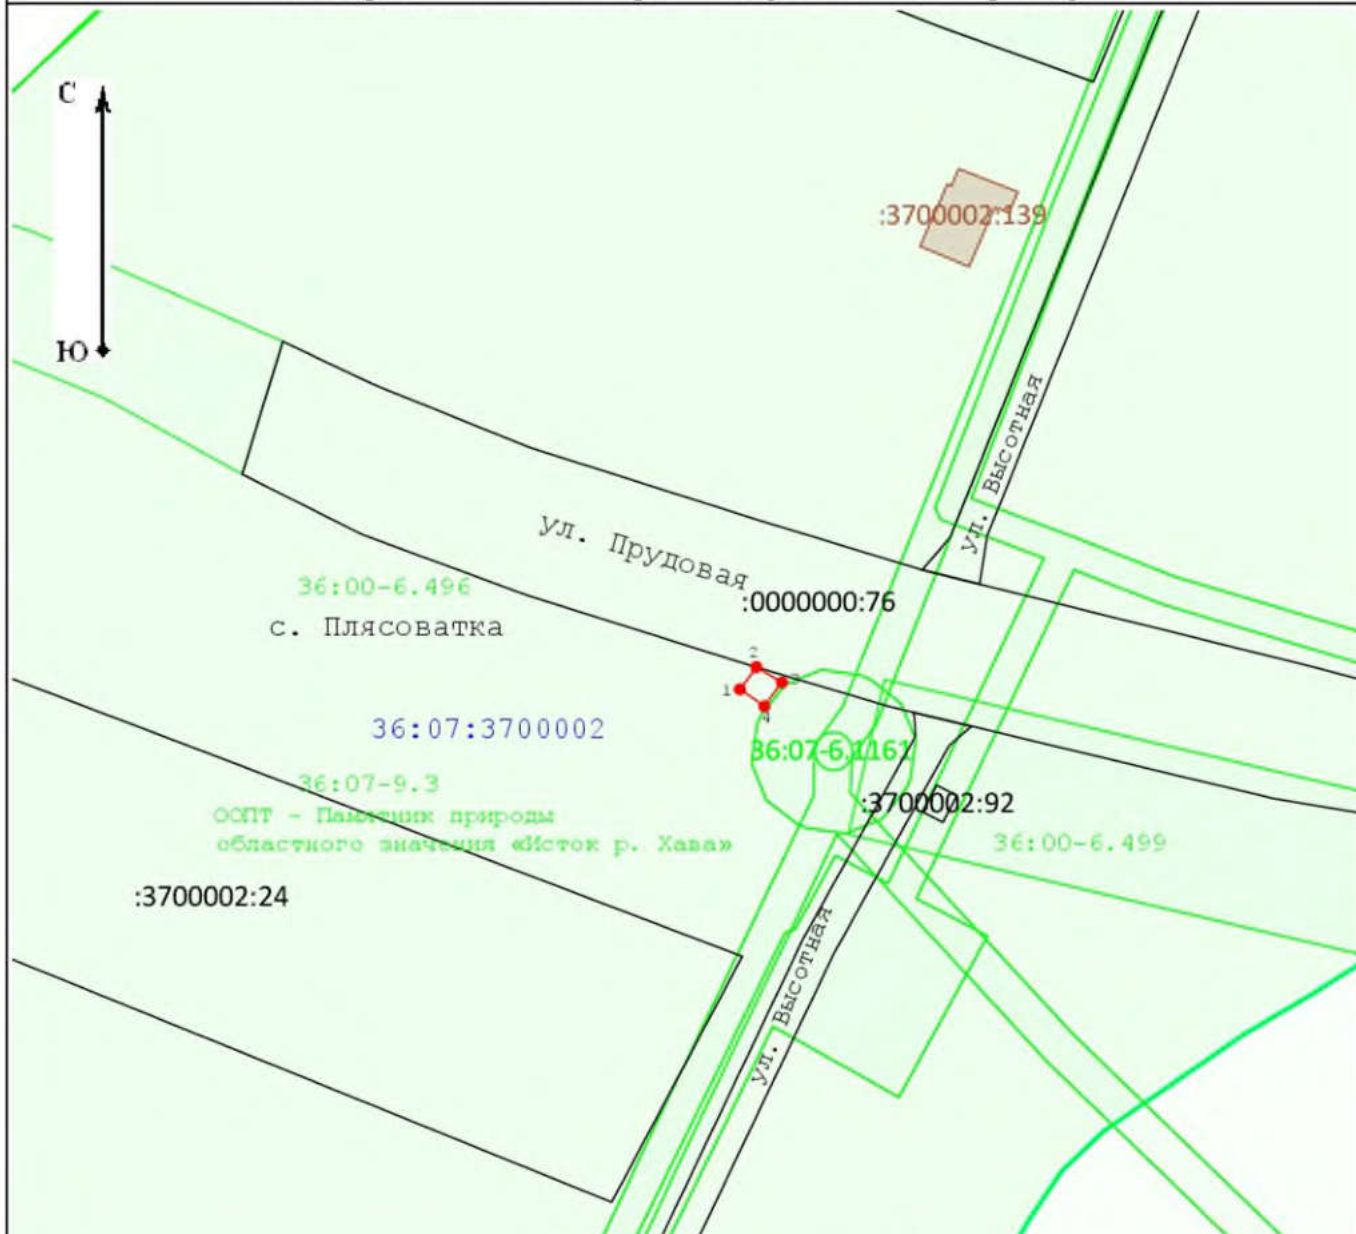 С
:3700002:139
Ю
ул. Высотная
ул. Прудовая
36:00-6.496
:0000000:76
с. Плясоватка
2
3
1
4
36:07:3700002
36:07-6.1161
36:07-9.3
:3700002:92
ООПТ - Памятник природы
областного значения «Исток р. Хава»
36:00-6.499
:3700002:24
ул. Высотная